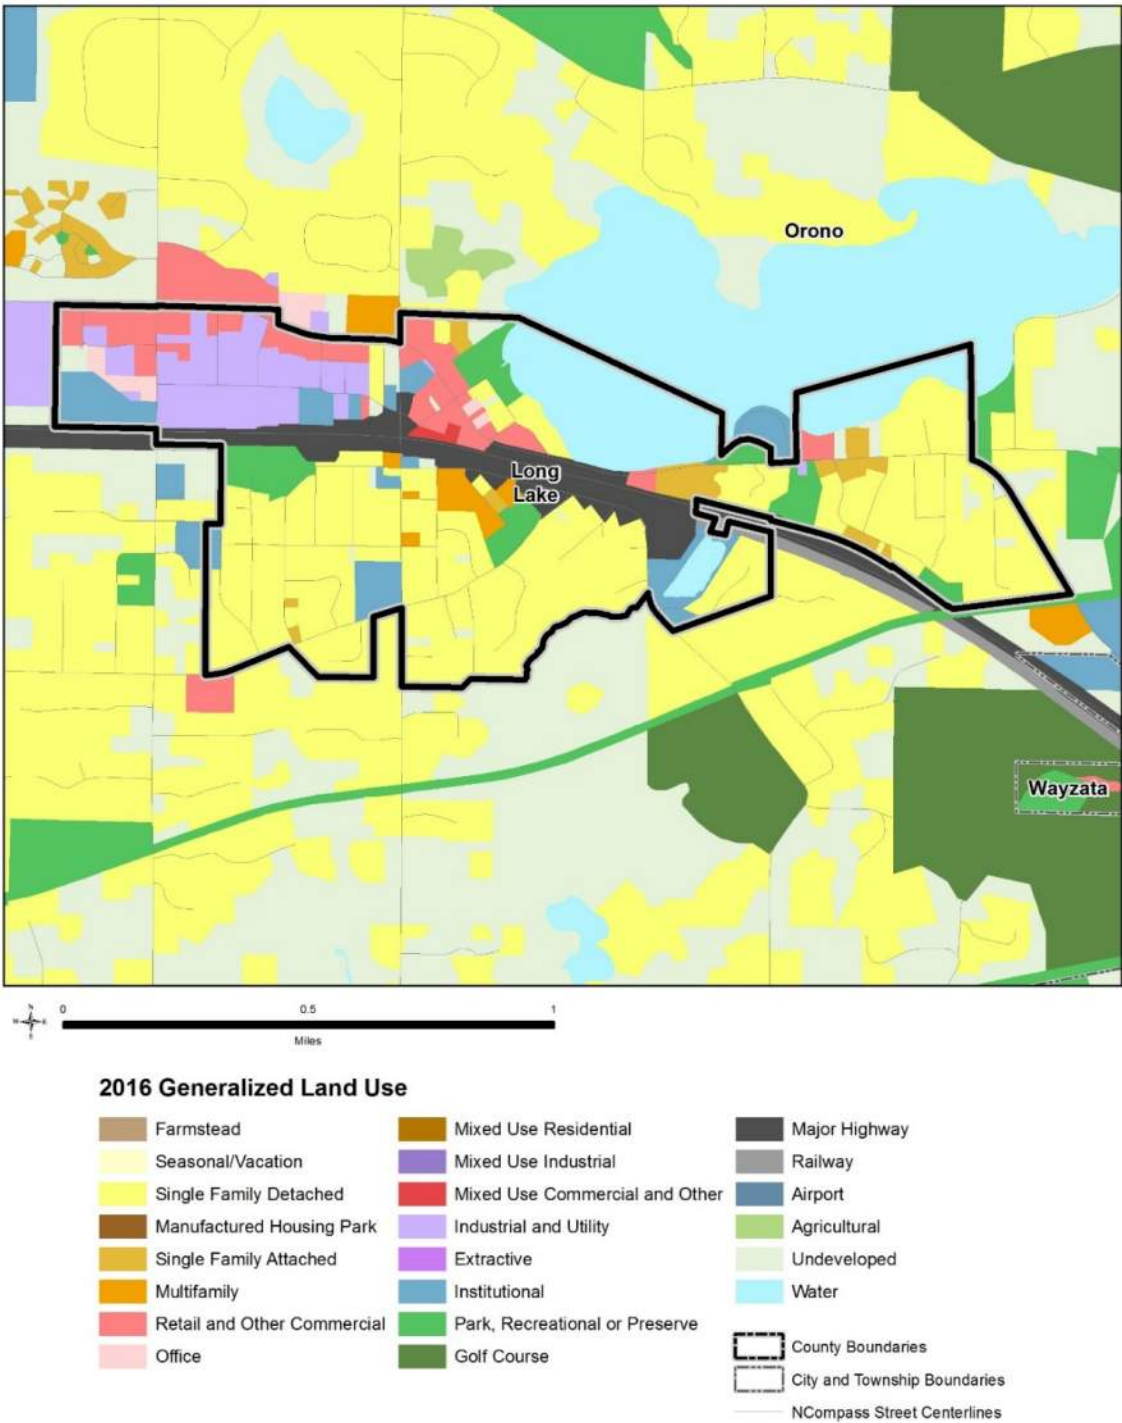 Orono
Long
Lake
Wayzata
N
W E
S
0 0.5 1
Miles
2016 Generalized Land Use
Farmstead
Seasonal/Vacation
Single Family Detached
Manufactured Housing Park
Single Family Attached
Multifamily
Retail and Other Commercial
Office
Mixed Use Residential
Mixed Use Industrial
Mixed Use Commercial and Other
Industrial and Utility
Extractive
Institutional
Park, Recreational or Preserve
Golf Course
Major Highway
Railway
Airport
Agricultural
Undeveloped
Water
County Boundaries
City and Township Boundaries
NCompass Street Centerlines